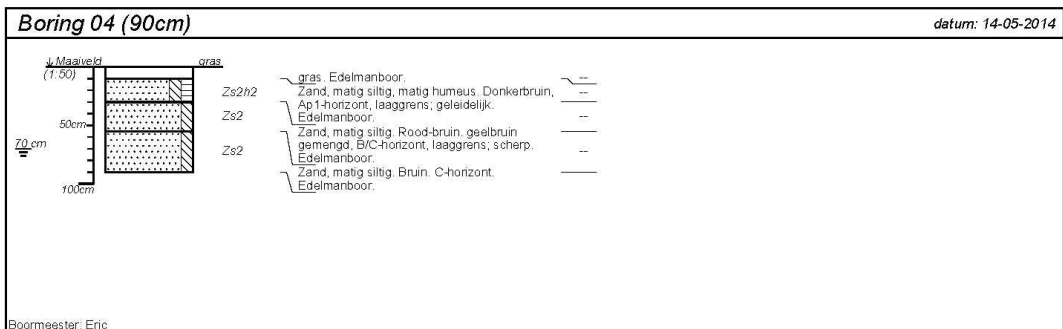 Boring 04 (90cm)
datum: 14-05-2014
↓ Maaiveld
gras
(1:50)
50cm
70 cm
100cm
Zs2h2
Zs2
Zs2
gras. Edelmanboor.
--
Zand, matig siltig, matig humeus. Donkerbruin,
--
Ap1-horizont, laaggrens; geleidelijk.
Edelmanboor.
--
Zand, matig siltig. Rood-bruin. geelbruin
gemengd, B/C-horizont, laaggrens; scherp.
--
Edelmanboor.
Zand, matig siltig. Bruin. C-horizont.
Edelmanboor.
Boormeester: Eric